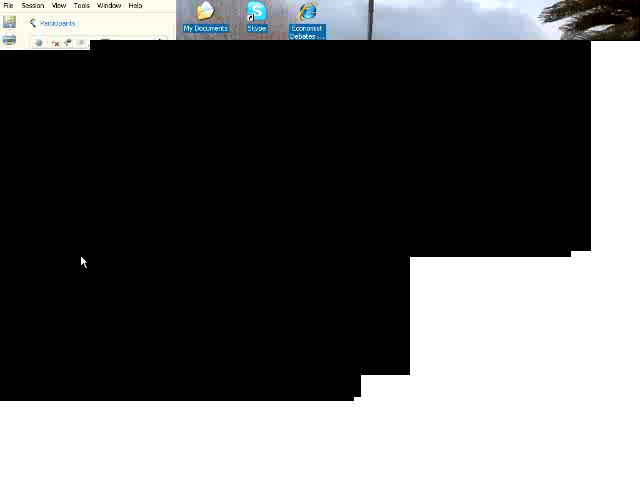 File Session View Tools Window Help
Participants
My Documents
Skype
Economist
Debates ...